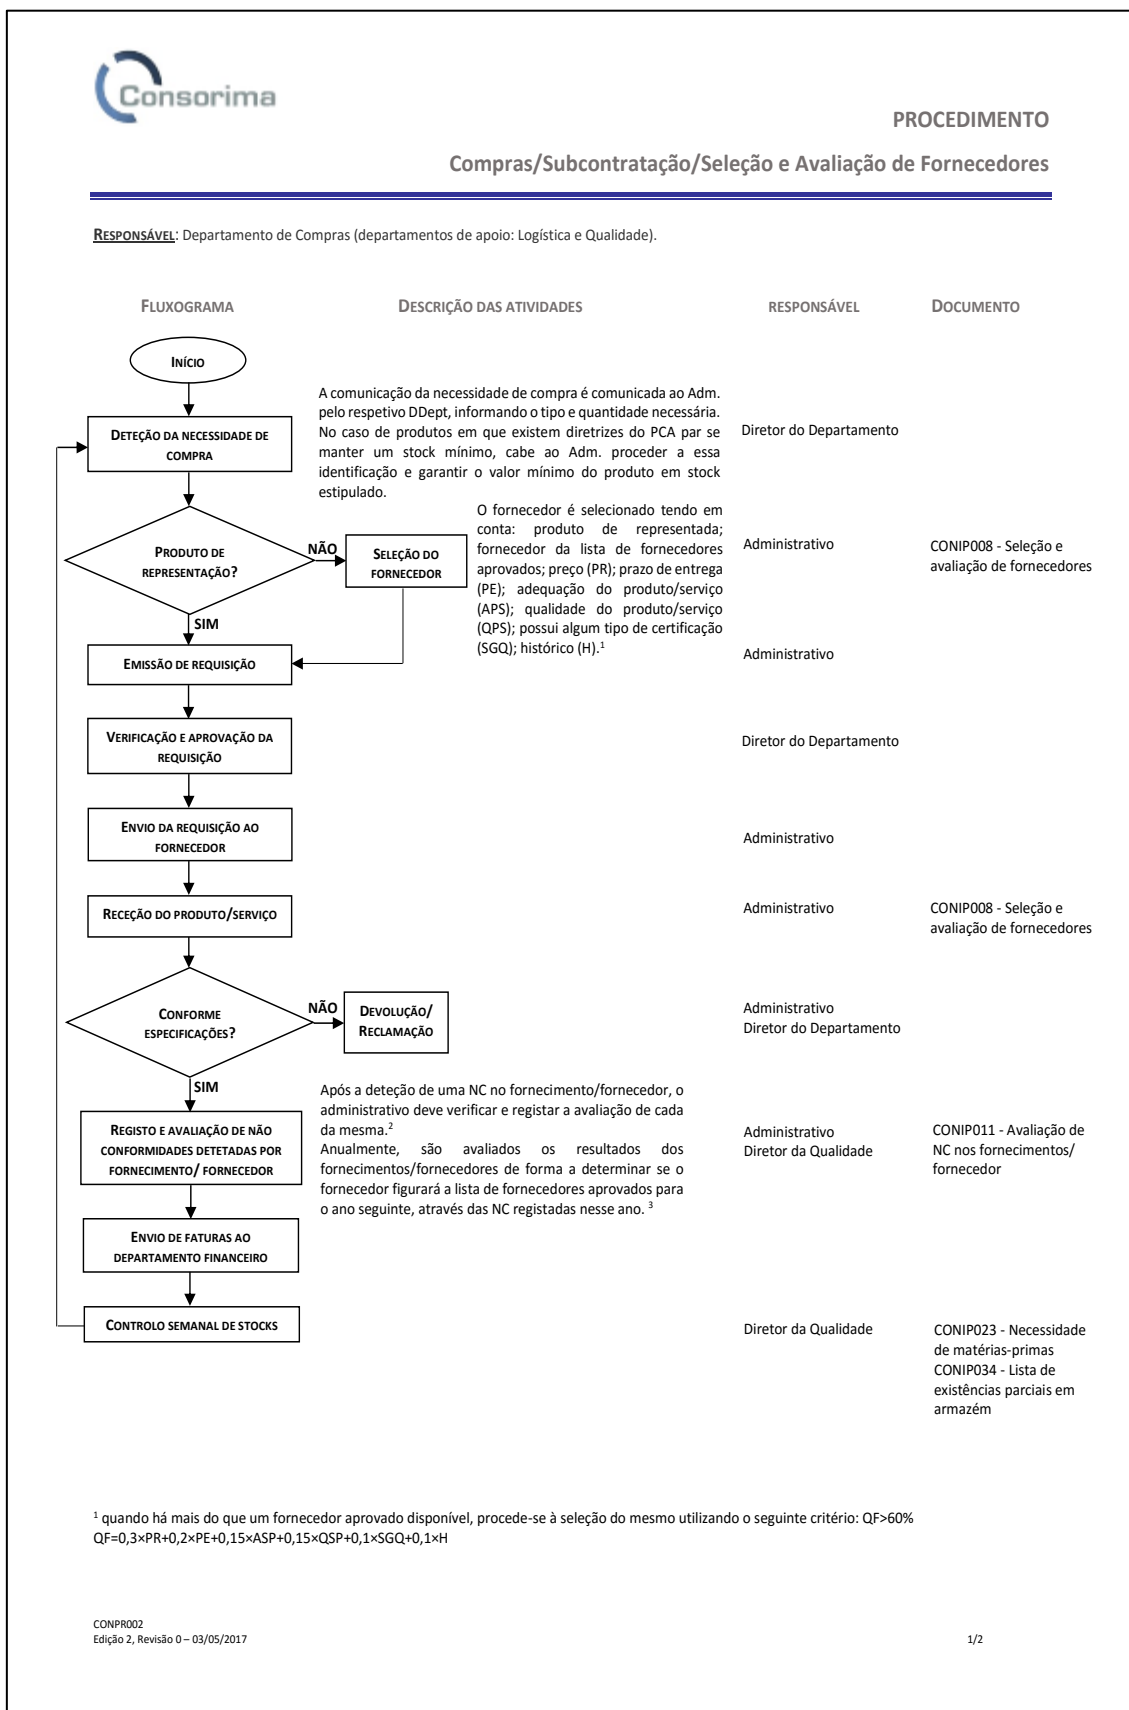 Consorima
PROCEDIMENTO
Compras/Subcontratação/Seleção e Avaliação de Fornecedores
RESPONSÁVEL: Departamento de Compras (departamentos de apoio: Logística e Qualidade).
FLUXOGRAMA
DESCRIÇÃO DAS ATIVIDADES
RESPONSÁVEL
DOCUMENTO
INÍCIO
DETEÇÃO DA NECESSIDADE DE
COMPRA
A comunicação da necessidade de compra é comunicada ao Adm.
pelo respetivo DDept, informando o tipo e quantidade necessária.
No caso de produtos em que existem diretrizes do PCA par se
manter um stock mínimo, cabe ao Adm. proceder a essa
identificação e garantir o valor mínimo do produto em stock
estipulado.
Diretor do Departamento
PRODUTO DE
REPRESENTAÇÃO?
NÃO
SELEÇÃO DO
FORNECEDOR
O fornecedor é selecionado tendo em
conta: produto de representada;
fornecedor da lista de fornecedores
aprovados; preço (PR); prazo de entrega
(PE); adequação do produto/serviço
(APS); qualidade do produto/serviço
(QPS); possui algum tipo de certificação
(SGQ); histórico (H).1
Administrativo
CONIP008 - Seleção e
avaliação de fornecedores
SIM
EMISSÃO DE REQUISIÇÃO
Administrativo
VERIFICAÇÃO E APROVAÇÃO DA
REQUISIÇÃO
Diretor do Departamento
ENVIO DA REQUISIÇÃO AO
FORNECEDOR
Administrativo
RECEÇÃO DO PRODUTO/SERVIÇO
Administrativo
CONIP008 - Seleção e
avaliação de fornecedores
CONFORME
ESPECIFICAÇÕES?
NÃO
DEVOLUÇÃO/
RECLAMAÇÃO
Administrativo
Diretor do Departamento
SIM
REGISTO E AVALIAÇÃO DE NÃO
CONFORMIDADES DETETADAS POR
FORNECIMENTO/ FORNECEDOR
Após a deteção de uma NC no fornecimento/fornecedor, o
administrativo deve verificar e registar a avaliação de cada
da mesma.2
Anualmente, são avaliados os resultados dos
fornecimentos/fornecedores de forma a determinar se o
fornecedor figurará a lista de fornecedores aprovados para
o ano seguinte, através das NC registadas nesse ano. 3
Administrativo
Diretor da Qualidade
CONIP011 - Avaliação de
NC nos fornecimentos/
fornecedor
ENVIO DE FATURAS AO
DEPARTAMENTO FINANCEIRO
CONTROLO SEMANAL DE STOCKS
Diretor da Qualidade
CONIP023 - Necessidade
de matérias-primas
CONIP034 - Lista de
existências parciais em
armazém
1 quando há mais do que um fornecedor aprovado disponível, procede-se à seleção do mesmo utilizando o seguinte critério: QF>60%
QF=0,3×PR+0,2×PE+0,15×ASP+0,15×QSP+0,1×SGQ+0,1×H
CONPR002
Edição 2, Revisão 0 – 03/05/2017
1/2